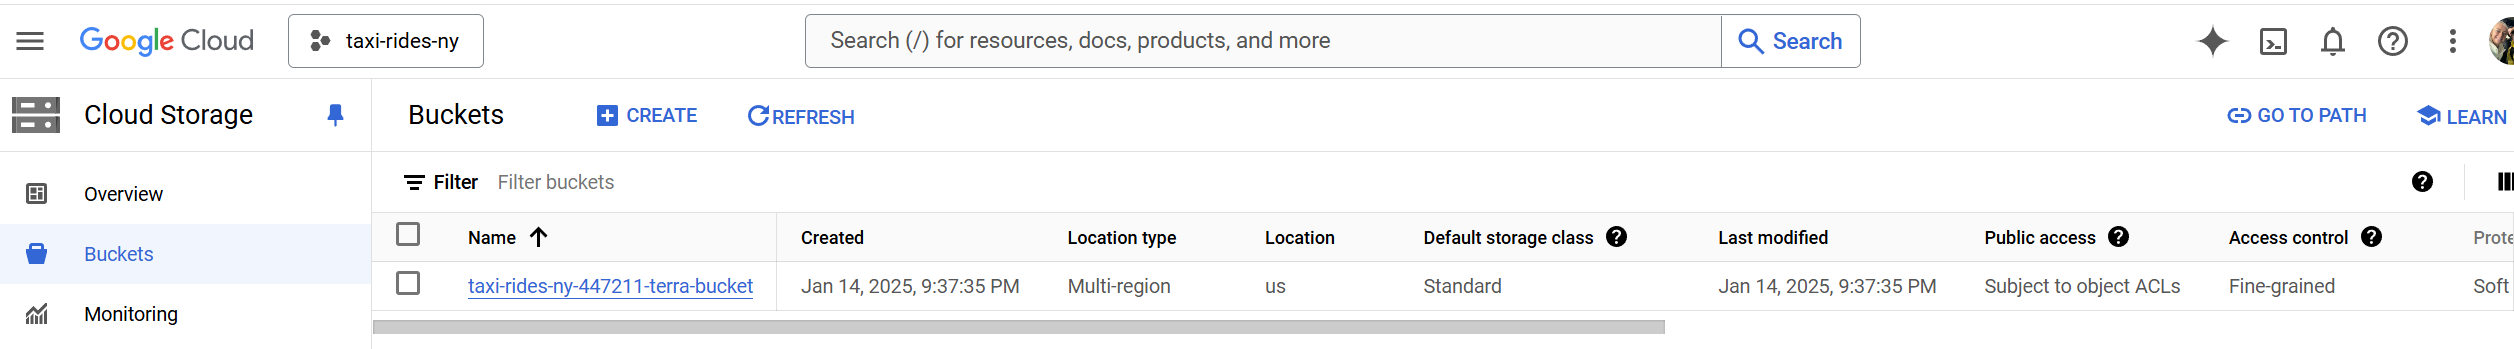 Google Cloud
taxi-rides-ny
Search (/) for resources, docs, products, and more
Search
Cloud Storage
Buckets
CREATE
REFRESH
GO TO PATH
LEARN
Overview
Buckets
Monitoring
Filter Filter buckets
Name Created Location type Location Default storage class Last modified Public access Access control Prote
taxi-rides-ny-447211-terra-bucket Jan 14, 2025, 9:37:35 PM Multi-region us Standard Jan 14, 2025, 9:37:35 PM Subject to object ACLs Fine-grained Soft